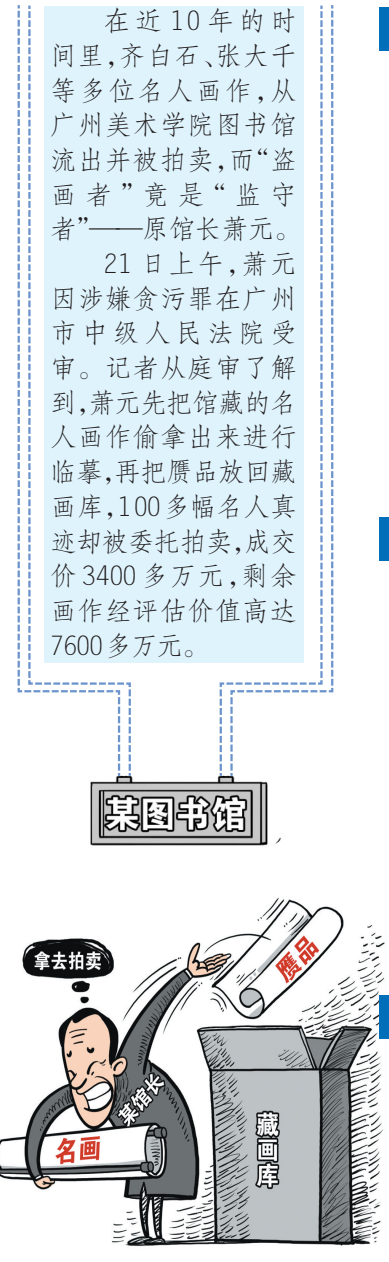 在近10年的时
间里,齐白石、张大千
等多位名人画作,从
广州美术学院图书馆
流出并被拍卖,而“盗
画者”竟是“监守
者”——原馆长萧元。
21日上午,萧元
因涉嫌贪污罪在广州
市中级人民法院受
审。记者从庭审了解
到,萧元先把馆藏的名
人画作偷拿出来进行
临摹,再把赝品放回藏
画库,100多幅名人真
迹却被委托拍卖,成交
价3400多万元,剩余
画作经评估价值高达
7600多万元。
某图书馆
拿去拍卖
赝品
某馆长
名画
藏画库